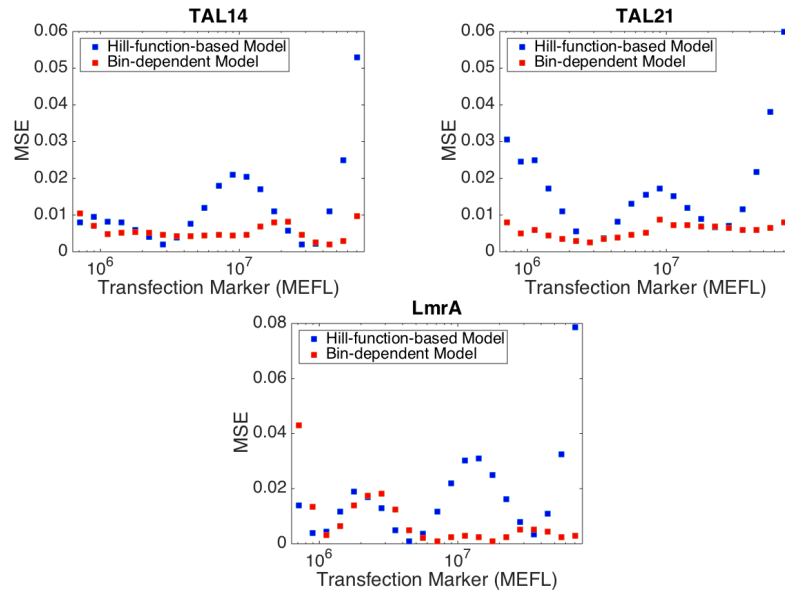 TAL14
0.06
0.05
0.04
0.03
0.02
0.01
0
MSE
Hill-function-based Model
Bin-dependent Model
10^6
10^7
Transfection Marker (MEFL)
TAL21
0.06
0.05
0.04
0.03
0.02
0.01
0
MSE
Hill-function-based Model
Bin-dependent Model
10^6
10^7
Transfection Marker (MEFL)
LmrA
0.08
0.06
0.04
0.02
0
MSE
Hill-function-based Model
Bin-dependent Model
10^6
10^7
Transfection Marker (MEFL)